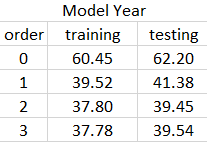 Model Year
order training testing
0 60.45 62.20
1 39.52 41.38
2 37.80 39.45
3 37.78 39.54